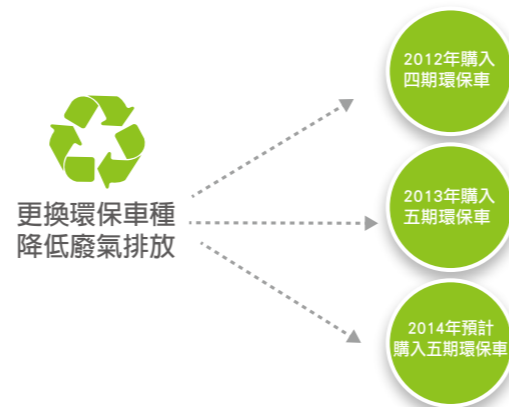 更換環保車種
降低廢氣排放
2012年購入
四期環保車
2013年購入
五期環保車
2014年預計
購入五期環保車